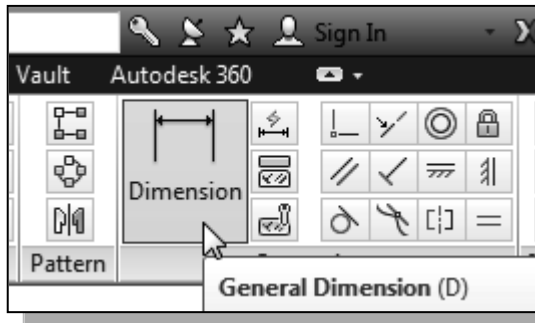 Sign In
Vault Autodesk 360
Dimension
Pattern
General Dimension (D)